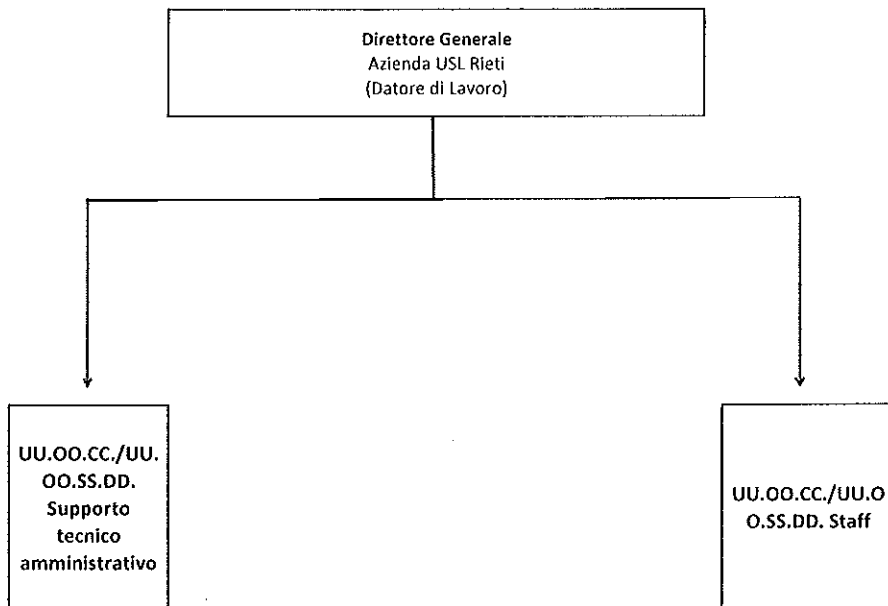 Direttore Generale
Azienda USL Rieti
(Datore di Lavoro)
UU.OO.CC./UU.
OO.SS.DD.
Supporto
tecnico
amministrativo
UU.OO.CC./UU.O
O.SS.DD. Staff